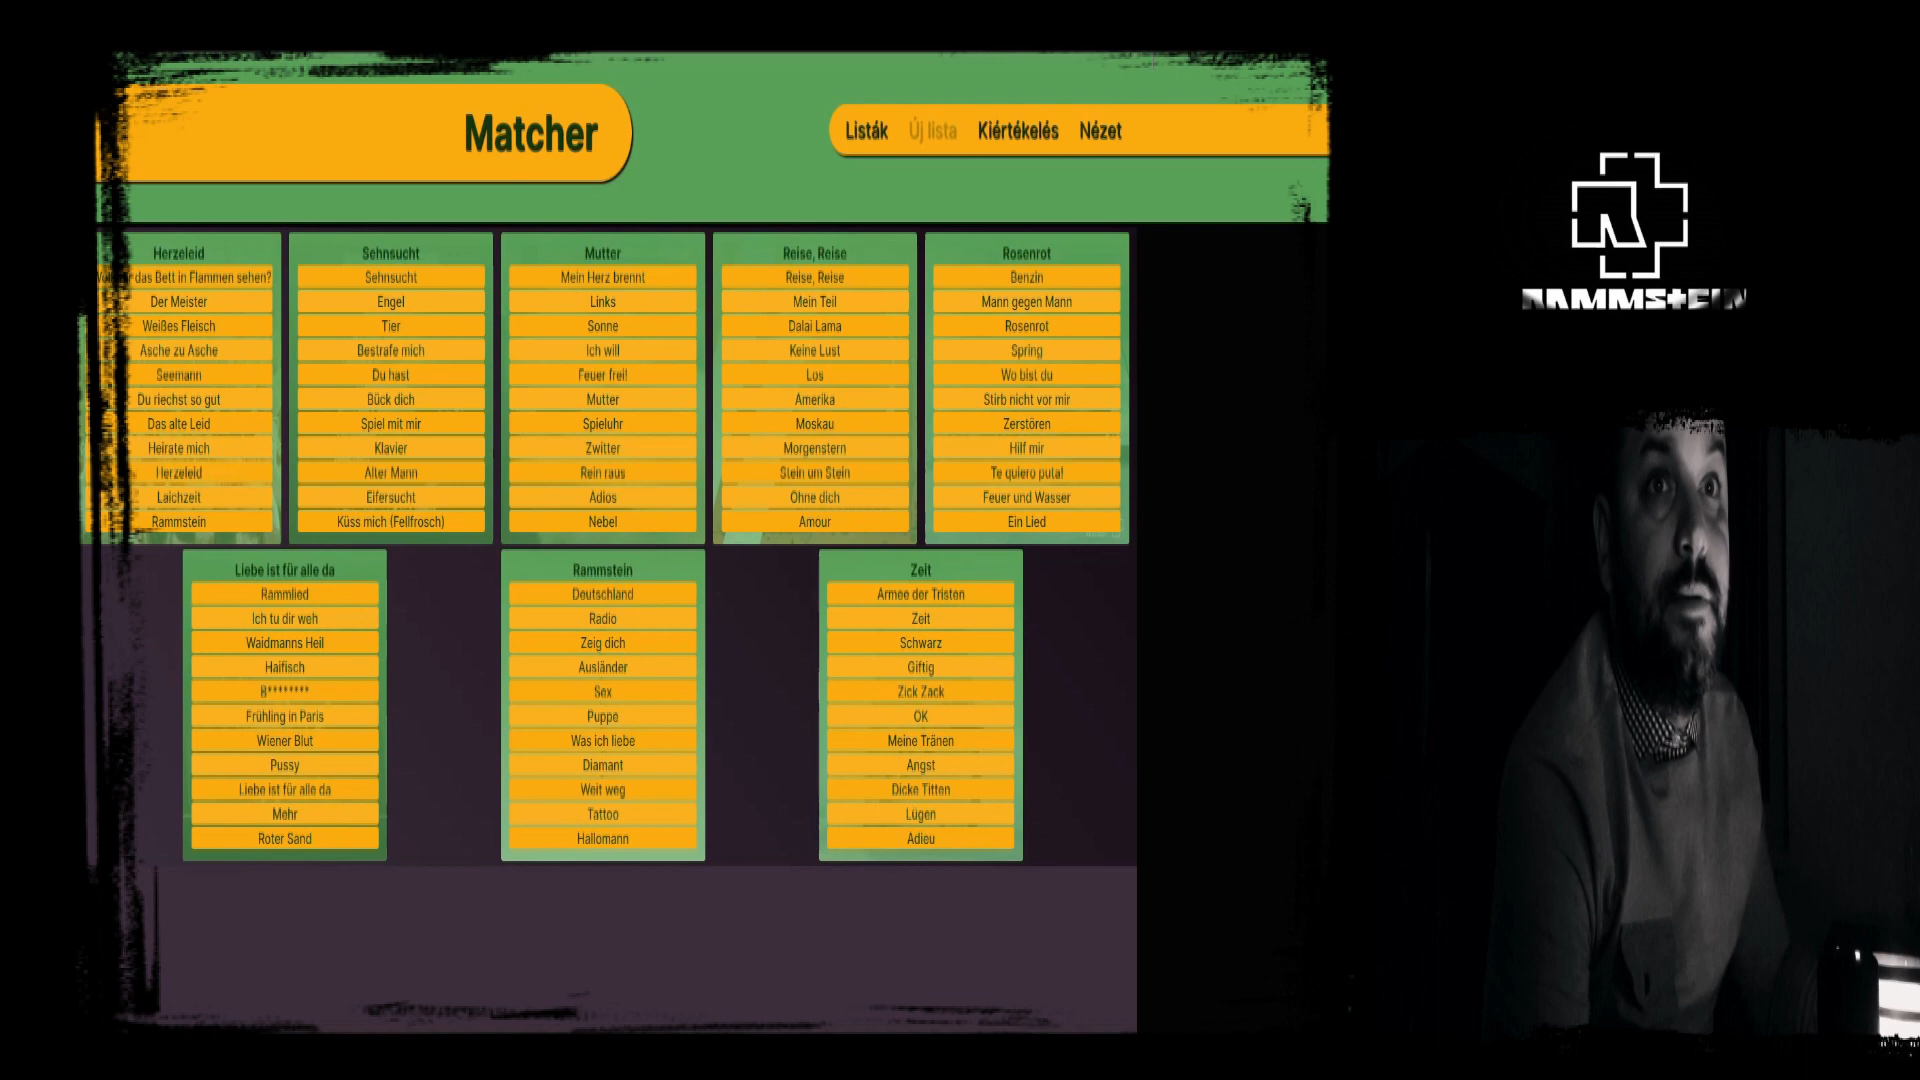 Matcher
Listák Új lista Kiértékelés Nézet
RAMMSTEIN
Herzeleid
das Bett in Flammen sehen?
Der Meister
Weißes Fleisch
Asche zu Asche
Seemann
Du riechst so gut
Das alte Leid
Heirate mich
Herzeleid
Laichzeit
Rammstein
Sehnsucht
Sehnsucht
Engel
Tier
Bestrafe mich
Du hast
Bück dich
Spiel mit mir
Klavier
Alter Mann
Eifersucht
Küss mich (Fellfrosch)
Mutter
Mein Herz brennt
Links
Sonne
Ich will
Feuer frei!
Mutter
Spieluhr
Zwitter
Rein raus
Adios
Nebel
Reise, Reise
Reise, Reise
Mein Teil
Dalai Lama
Keine Lust
Los
Amerika
Moskau
Morgenstern
Stein um Stein
Ohne dich
Amour
Rosenrot
Benzin
Mann gegen Mann
Rosenrot
Spring
Wo bist du
Stirb nicht vor mir
Zerstören
Hilf mir
Te quiero puta!
Feuer und Wasser
Ein Lied
Liebe ist für alle da
Rammlied
Ich tu dir weh
Waidmanns Heil
Haifisch
B********
Frühling in Paris
Wiener Blut
Pussy
Liebe ist für alle da
Mehr
Roter Sand
Rammstein
Deutschland
Radio
Zeig dich
Ausländer
Sex
Puppe
Was ich liebe
Diamant
Weit weg
Tattoo
Hallomann
Zeit
Armee der Tristen
Zeit
Schwarz
Giftig
Zick Zack
OK
Meine Tränen
Angst
Dicke Titten
Lügen
Adieu